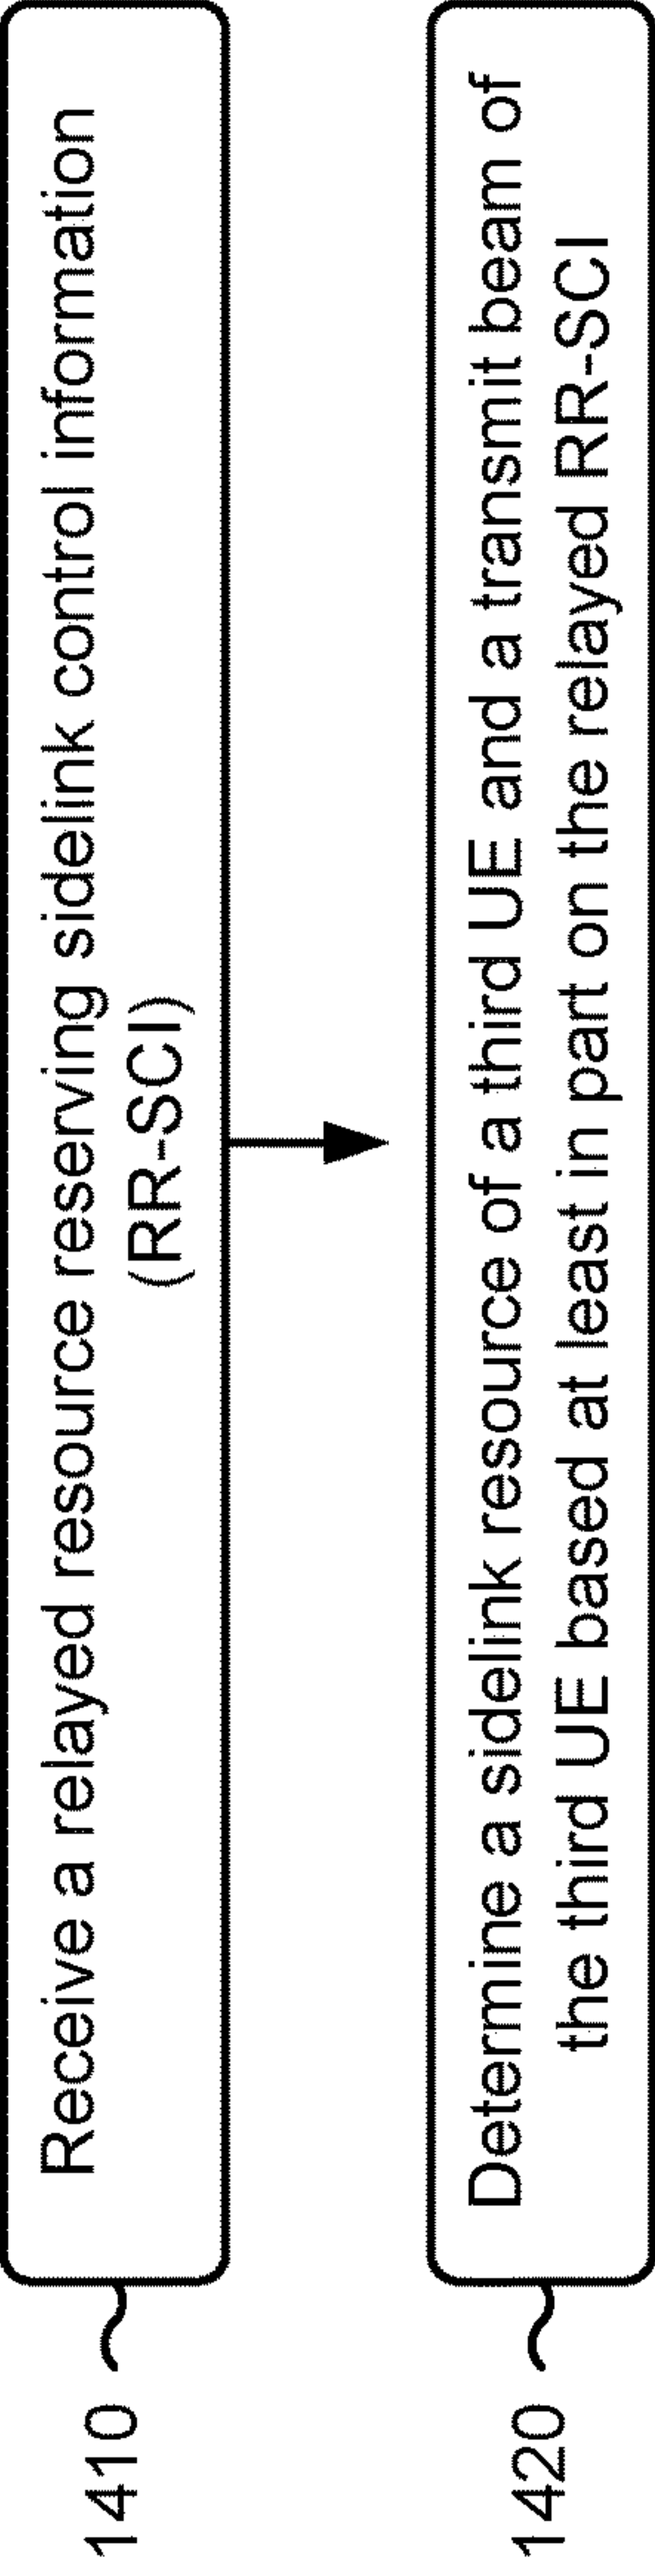 1410
Receive a relayed resource reserving sidelink control information
(RR-SCI)
1420
Determine a sidelink resource of a third UE and a transmit beam of
the third UE based at least in part on the relayed RR-SCI